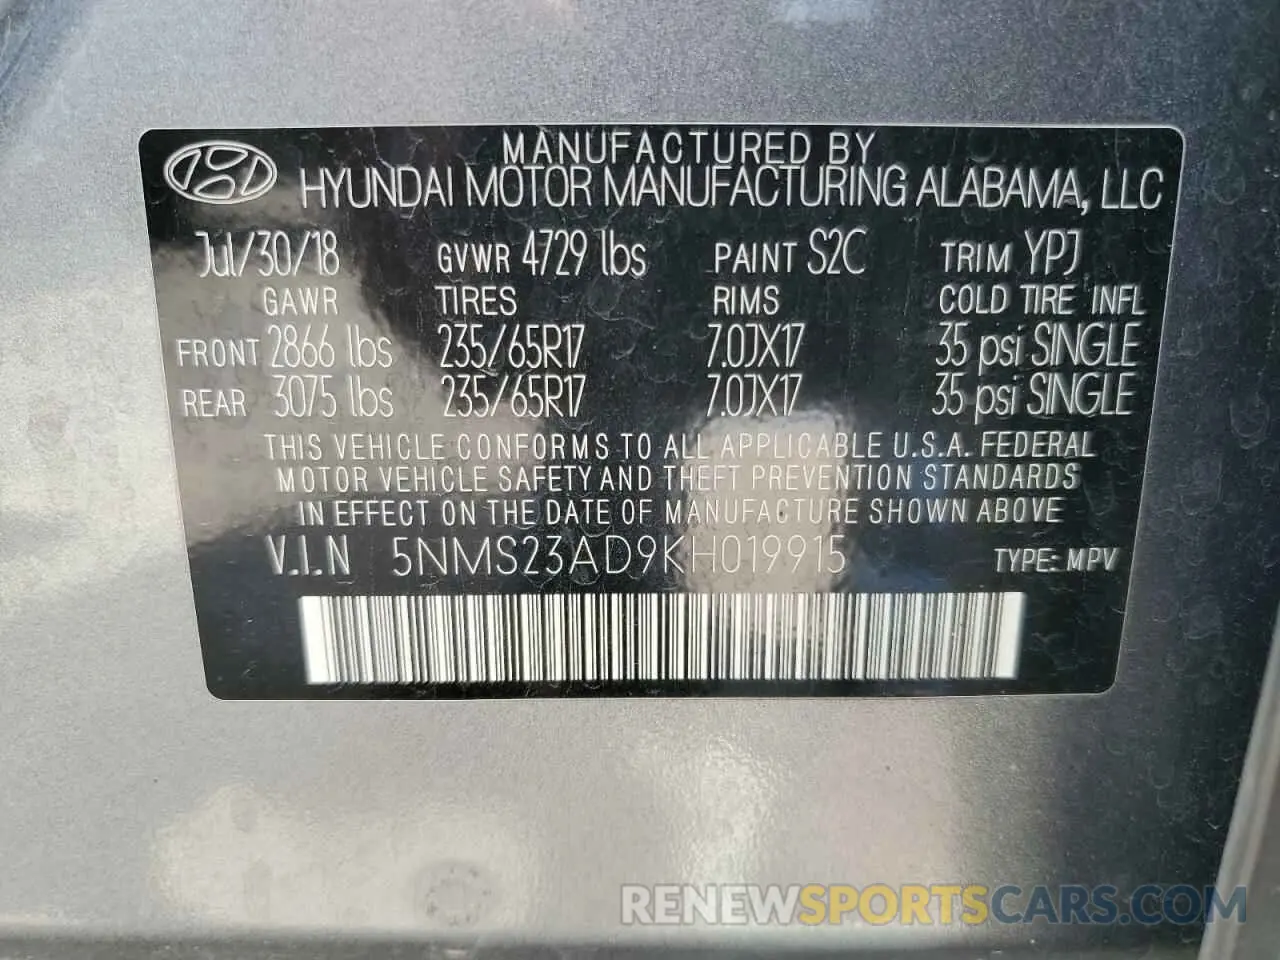 MANUFACTURED BY
HYUNDAI MOTOR MANUFACTURING ALABAMA, LLC
Jul/30/18 GVWR 4729 lbs PAINT S2C TRIM YPJ
GAWR TIRES RIMS COLD TIRE INFL
FRONT 2866 lbs 235/65R17 7.0JX17 35 psi SINGLE
REAR 3075 lbs 235/65R17 7.0JX17 35 psi SINGLE
THIS VEHICLE CONFORMS TO ALL APPLICABLE U.S.A. FEDERAL
MOTOR VEHICLE SAFETY AND THEFT PREVENTION STANDARDS
IN EFFECT ON THE DATE OF MANUFACTURE SHOWN ABOVE
V.I.N 5NMS23AD9KH019915 TYPE: MPV
RENEWSPORTSCARS.COM